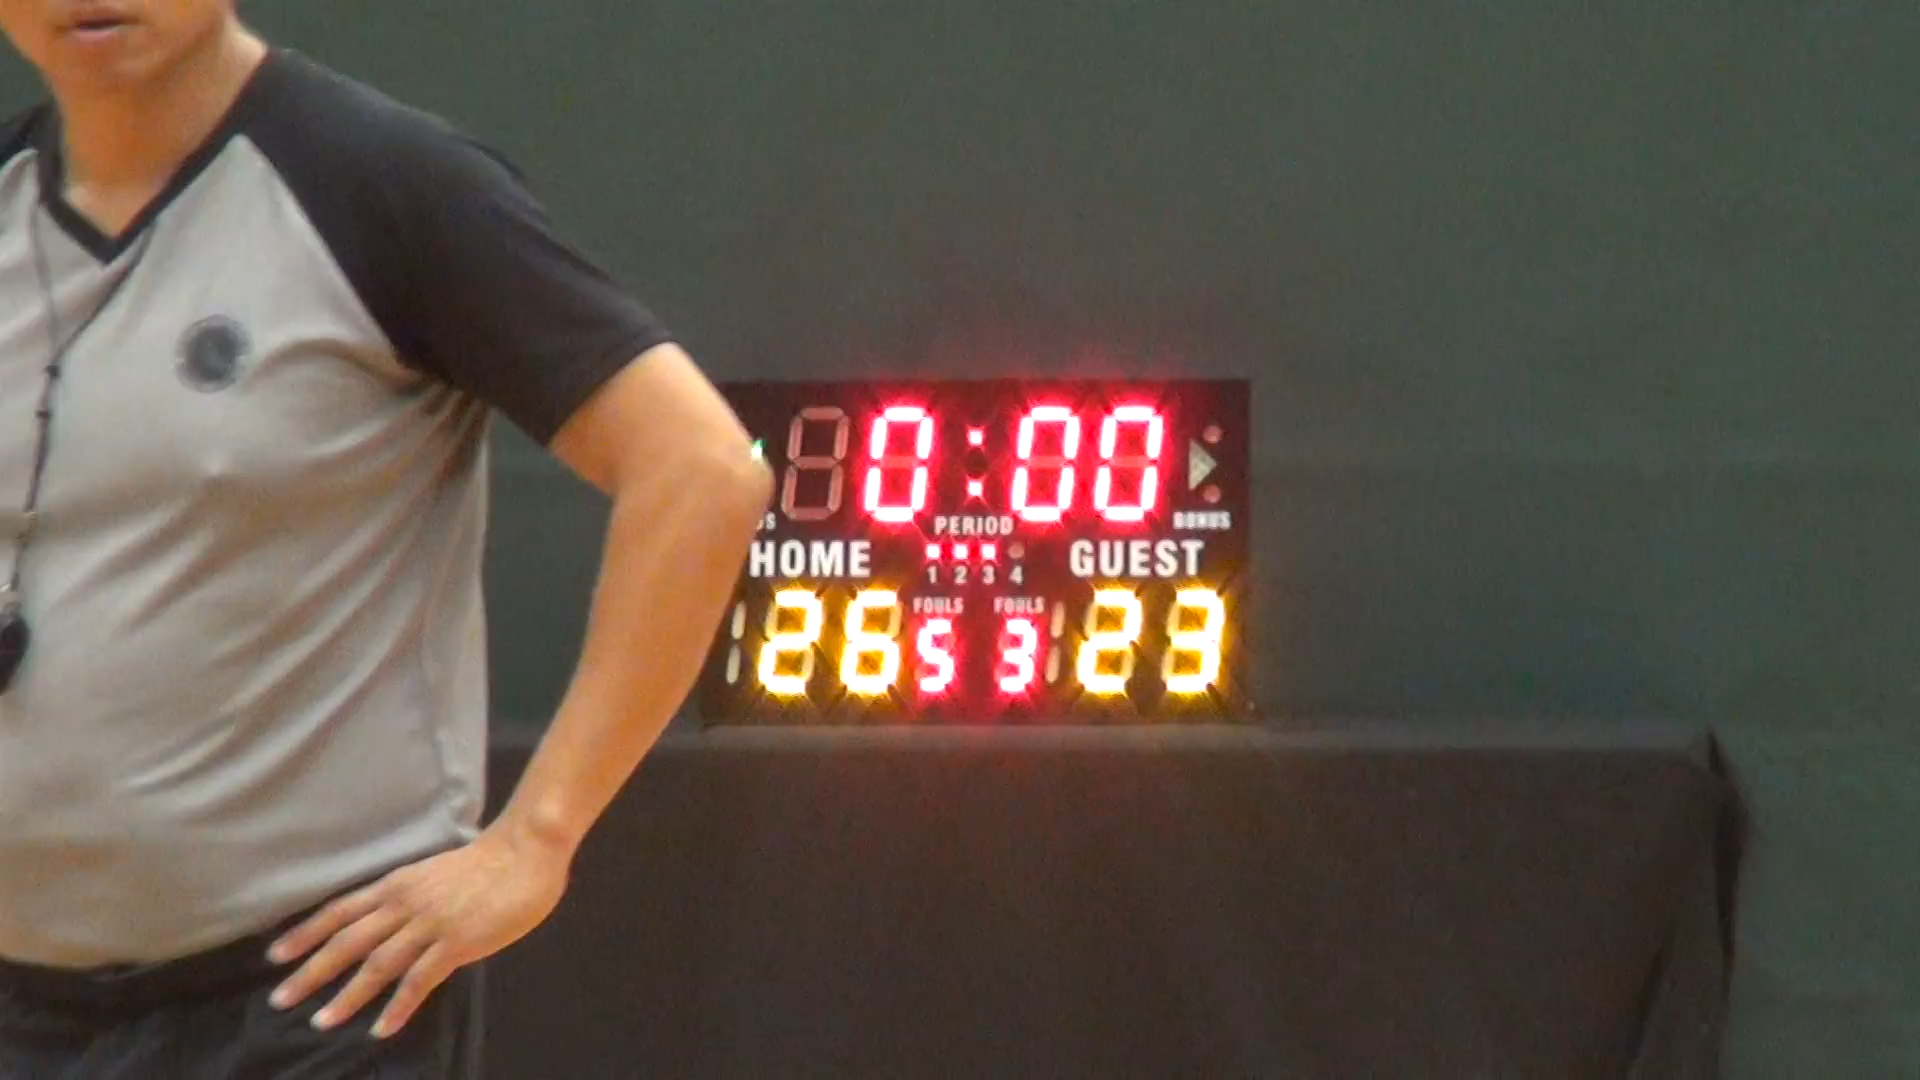 0:00
PERIOD
BONUS
HOME
GUEST
1 2 3 4
FOULS FOULS
26 5 3 23